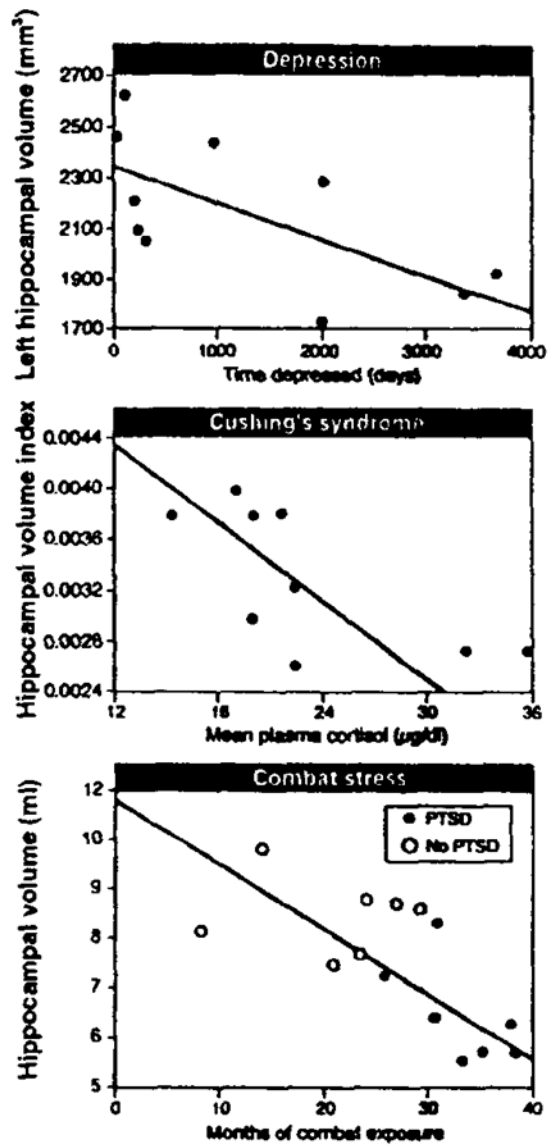 Depression
Left hippocampal volume (mm³)
2700
2500
2300
2100
1900
1700
0 1000 2000 3000 4000
Time depressed (days)
Cushing's syndrome
Hippocampal volume index
0.0044
0.0040
0.0036
0.0032
0.0028
0.0024
12 18 24 30 36
Mean plasma cortisol (µg/dl)
Combat stress
Hippocampal volume (ml)
12
11
10
9
8
7
6
5
PTSD
No PTSD
0 10 20 30 40
Months of combat exposure